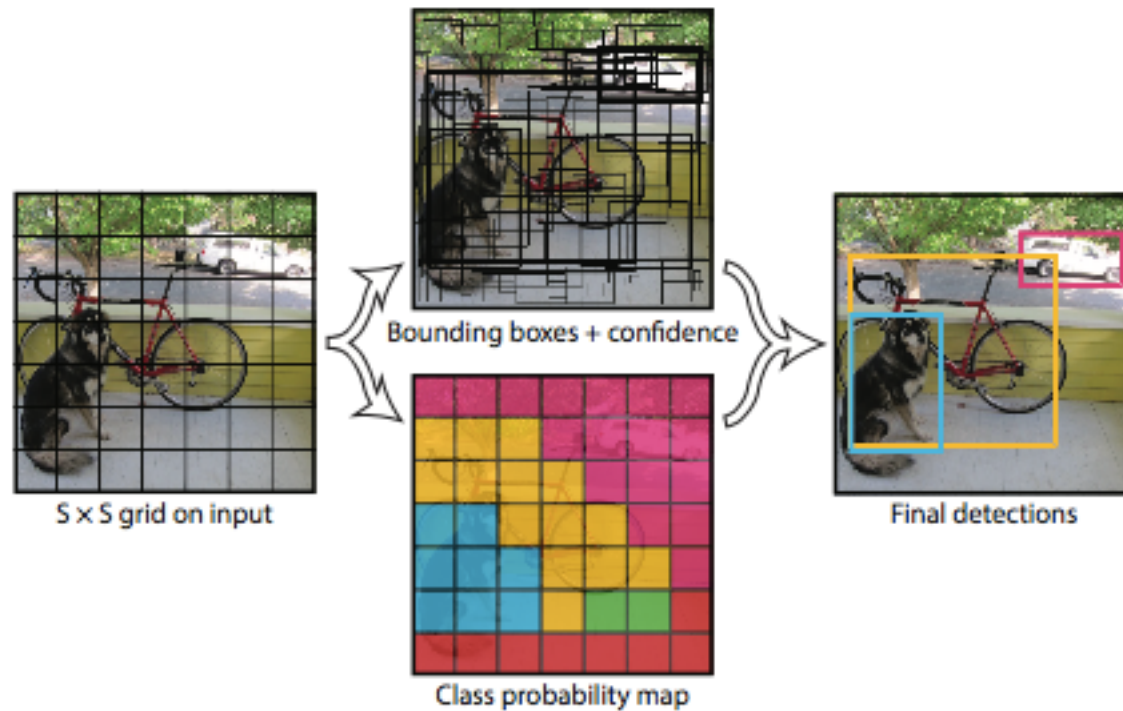 S × S grid on input
Bounding boxes + confidence
Class probability map
Final detections